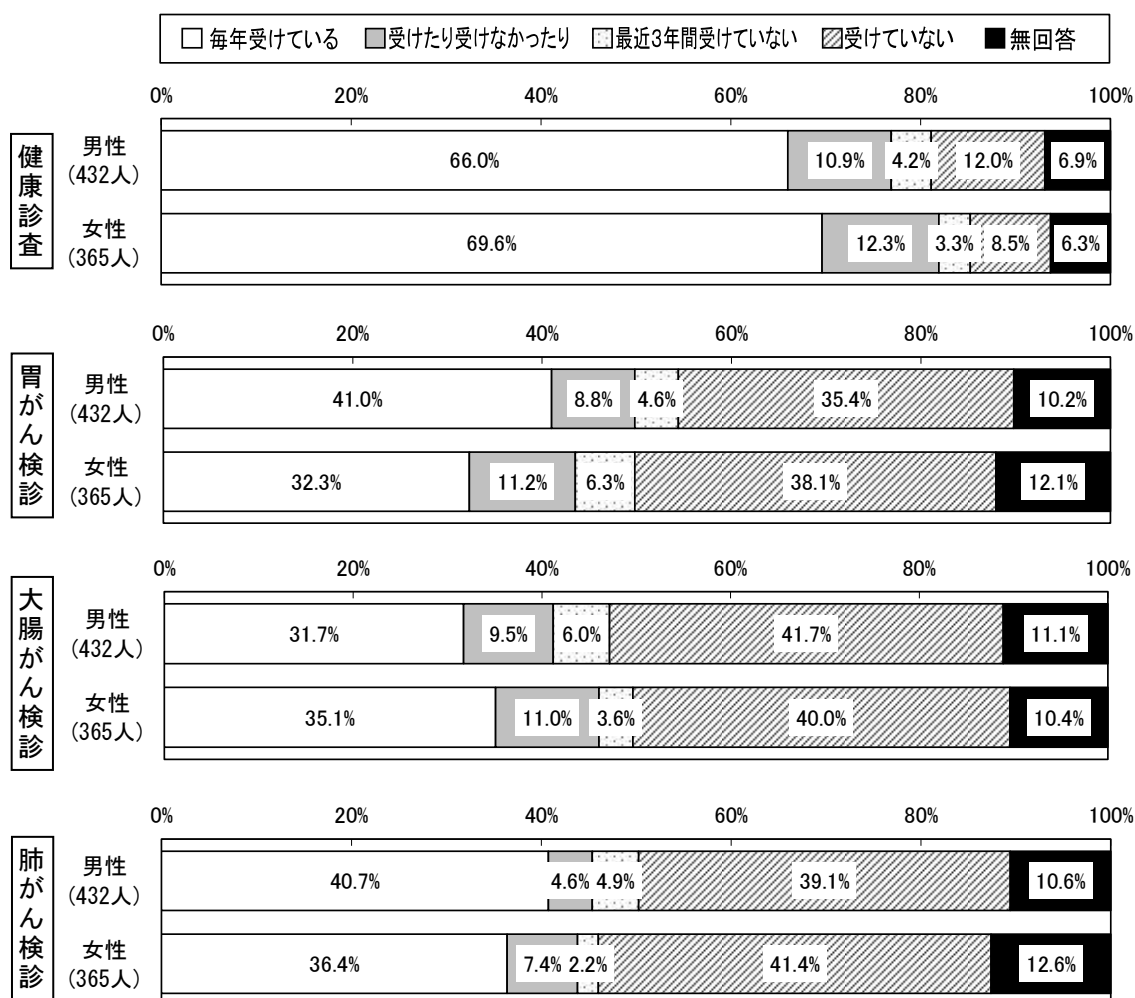 毎年受けている 受けたり受けなかったり 最近3年間受けていない 受けていない 無回答
0% 20% 40% 60% 80% 100%
健康診査
男性
(432人)
66.0% 10.9% 4.2% 12.0% 6.9%
女性
(365人)
69.6% 12.3% 3.3% 8.5% 6.3%
0% 20% 40% 60% 80% 100%
胃がん検診
男性
(432人)
41.0% 8.8% 4.6% 35.4% 10.2%
女性
(365人)
32.3% 11.2% 6.3% 38.1% 12.1%
0% 20% 40% 60% 80% 100%
大腸がん検診
男性
(432人)
31.7% 9.5% 6.0% 41.7% 11.1%
女性
(365人)
35.1% 11.0% 3.6% 40.0% 10.4%
0% 20% 40% 60% 80% 100%
肺がん検診
男性
(432人)
40.7% 4.6% 4.9% 39.1% 10.6%
女性
(365人)
36.4% 7.4% 2.2% 41.4% 12.6%